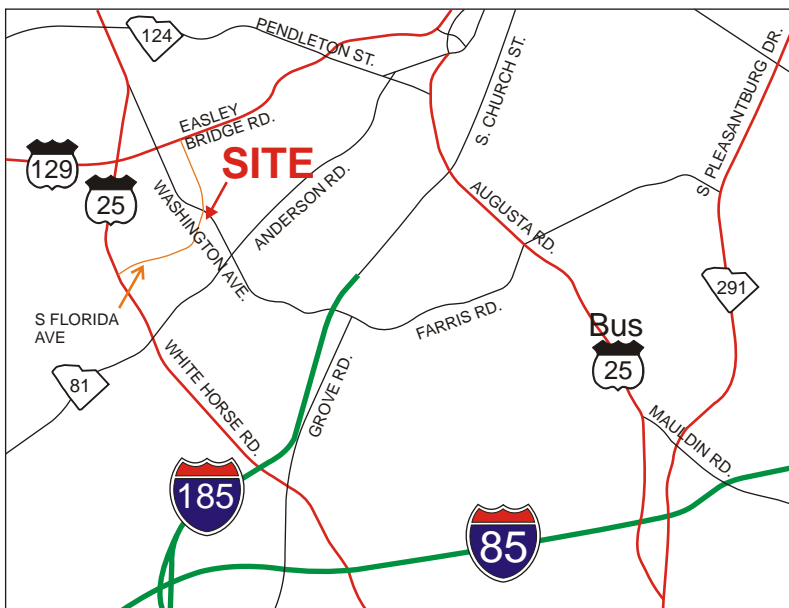 124
PENDLETON ST.
S. CHURCH ST.
S. PLEASANTBURG DR.
EASLEY
BRIDGE RD.
129
25
SITE
WASHINGTON AVE.
ANDERSON RD.
AUGUSTA RD.
291
S FLORIDA
AVE
FARRIS RD.
Bus
25
81
WHITE HORSE RD.
GROVE RD.
MAULDIN RD.
185
85